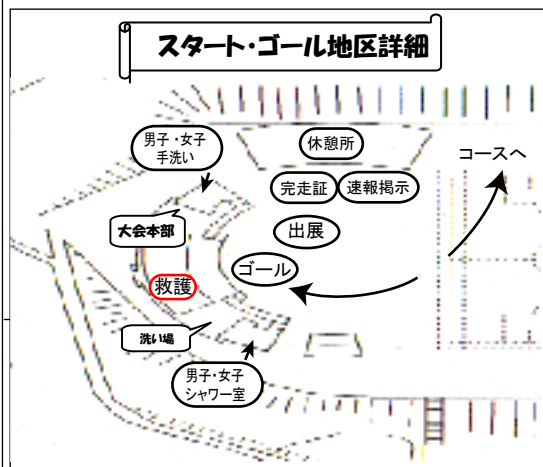 スタート・ゴール地区詳細
男子・女子
手洗い
休憩所
コースへ
完走証
速報掲示
大会本部
出展
ゴール
救護
洗い場
男子・女子
シャワー室